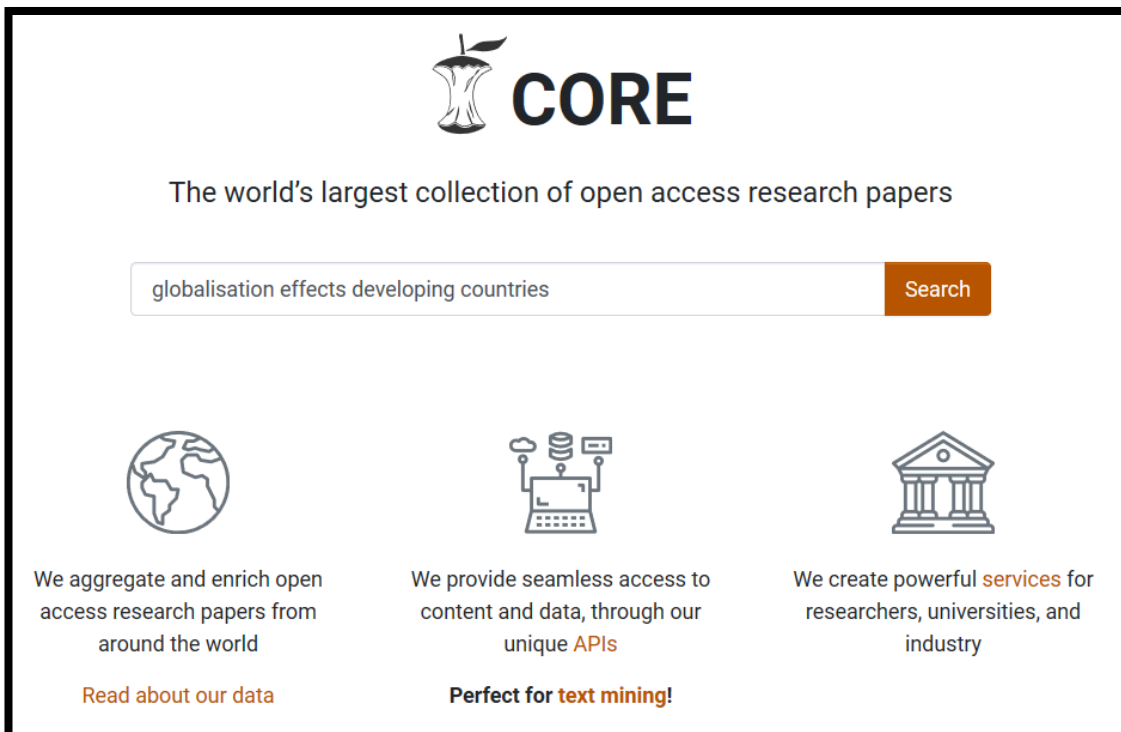 CORE
The world’s largest collection of open access research papers
globalisation effects developing countries
Search
We aggregate and enrich open
access research papers from
around the world
Read about our data
We provide seamless access to
content and data, through our
unique APIs
Perfect for text mining!
We create powerful services for
researchers, universities, and
industry